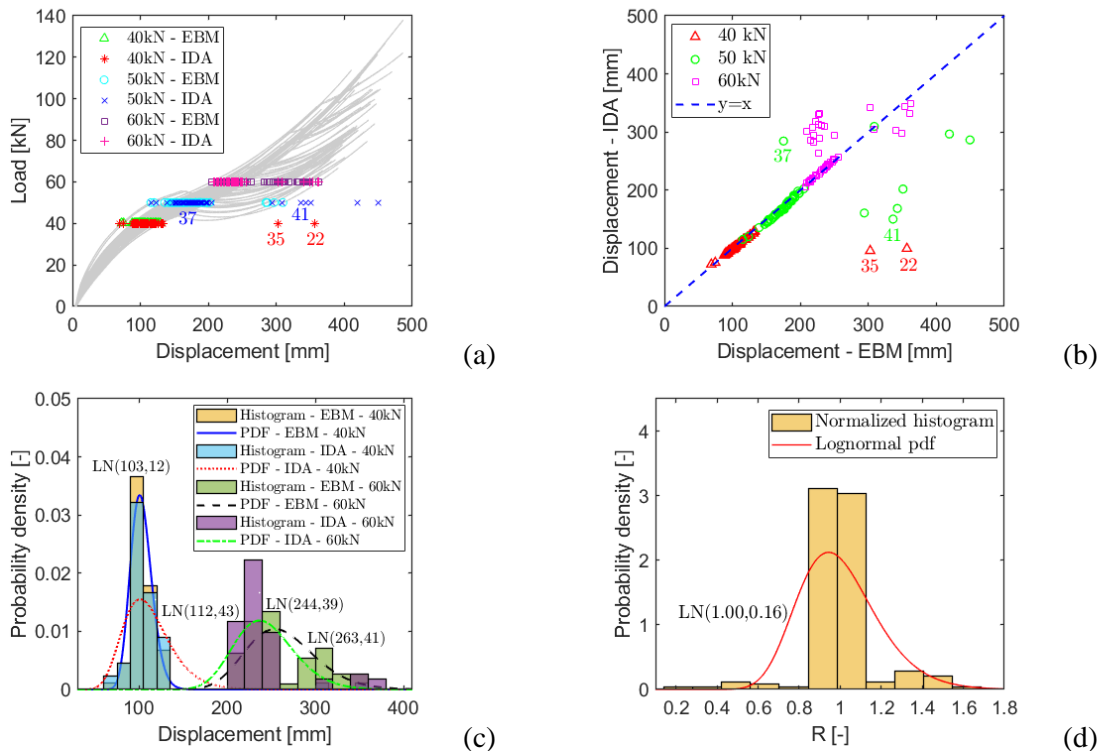 140
120
100
80
60
40
20
0
Load [kN]
40kN - EBM
40kN - IDA
50kN - EBM
50kN - IDA
60kN - EBM
60kN - IDA
37
41
35
22
0
100
200
300
400
500
Displacement [mm]
(a)
500
400
300
200
100
0
Displacement - IDA [mm]
40 kN
50 kN
60kN
y=x
37
41
35
22
0
100
200
300
400
500
Displacement - EBM [mm]
(b)
0.05
0.04
0.03
0.02
0.01
0
Probability density [-]
Histogram - EBM - 40kN
PDF - EBM - 40kN
Histogram - IDA - 40kN
PDF - IDA - 40kN
Histogram - EBM - 60kN
PDF - EBM - 60kN
Histogram - IDA - 60kN
PDF - IDA - 60kN
LN(103,12)
LN(112,43)
LN(244,39)
LN(263,41)
100
200
300
400
Displacement [mm]
(c)
4
3
2
1
0
Probability density [-]
Normalized histogram
Lognormal pdf
LN(1.00,0.16)
0.2
0.4
0.6
0.8
1
1.2
1.4
1.6
1.8
R [-]
(d)